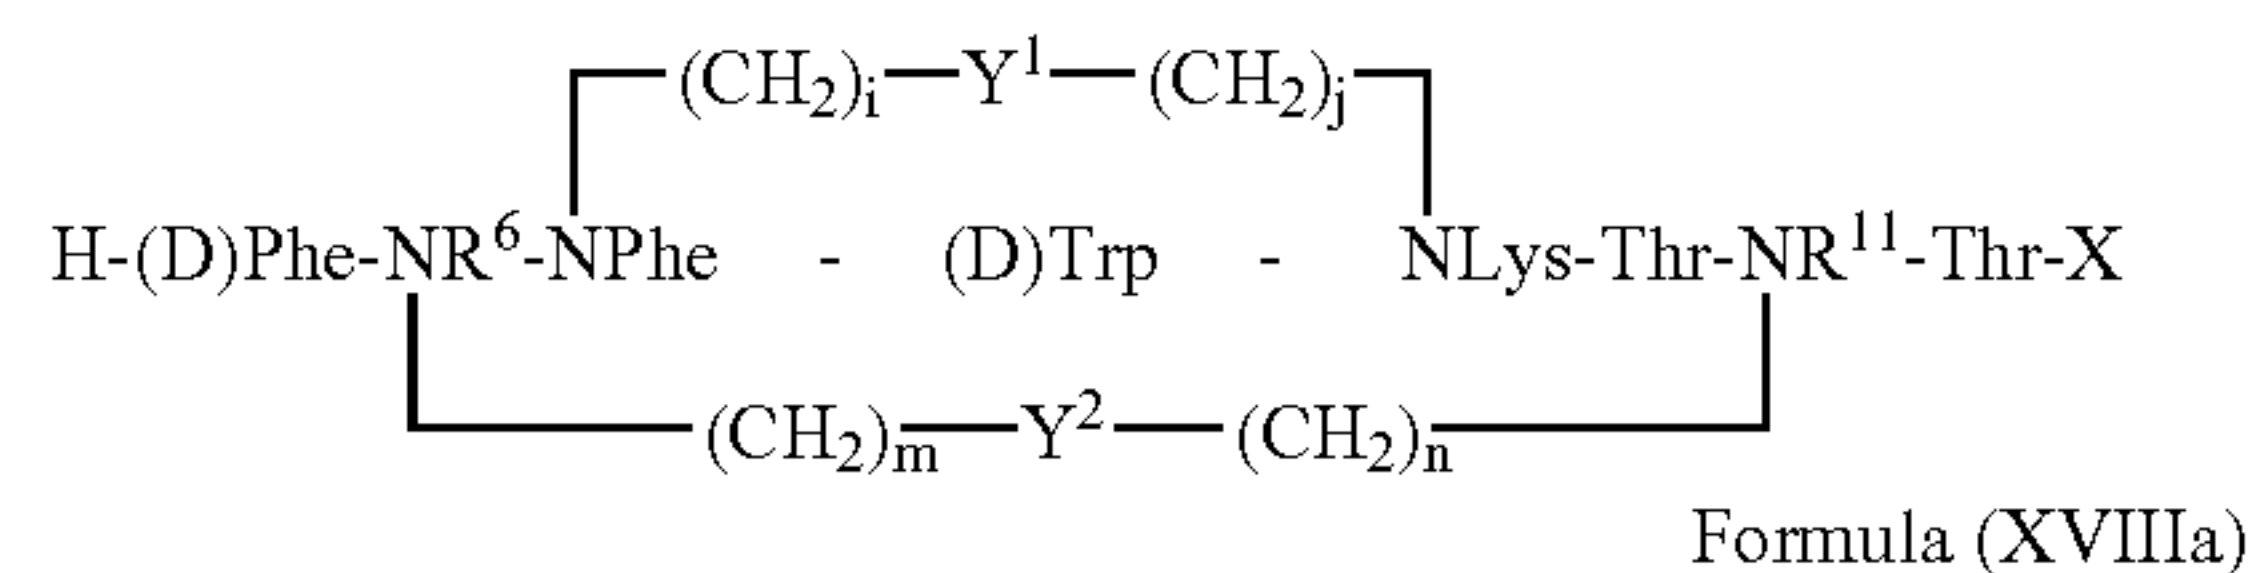 (CH₂)ᵢ—Y¹—(CH₂)ⱼ
H-(D)Phe-NR⁶-NPhe - (D)Trp - NLys-Thr-NR¹¹-Thr-X
(CH₂)ₘ—Y²—(CH₂)ₙ
Formula (XVIIIa)